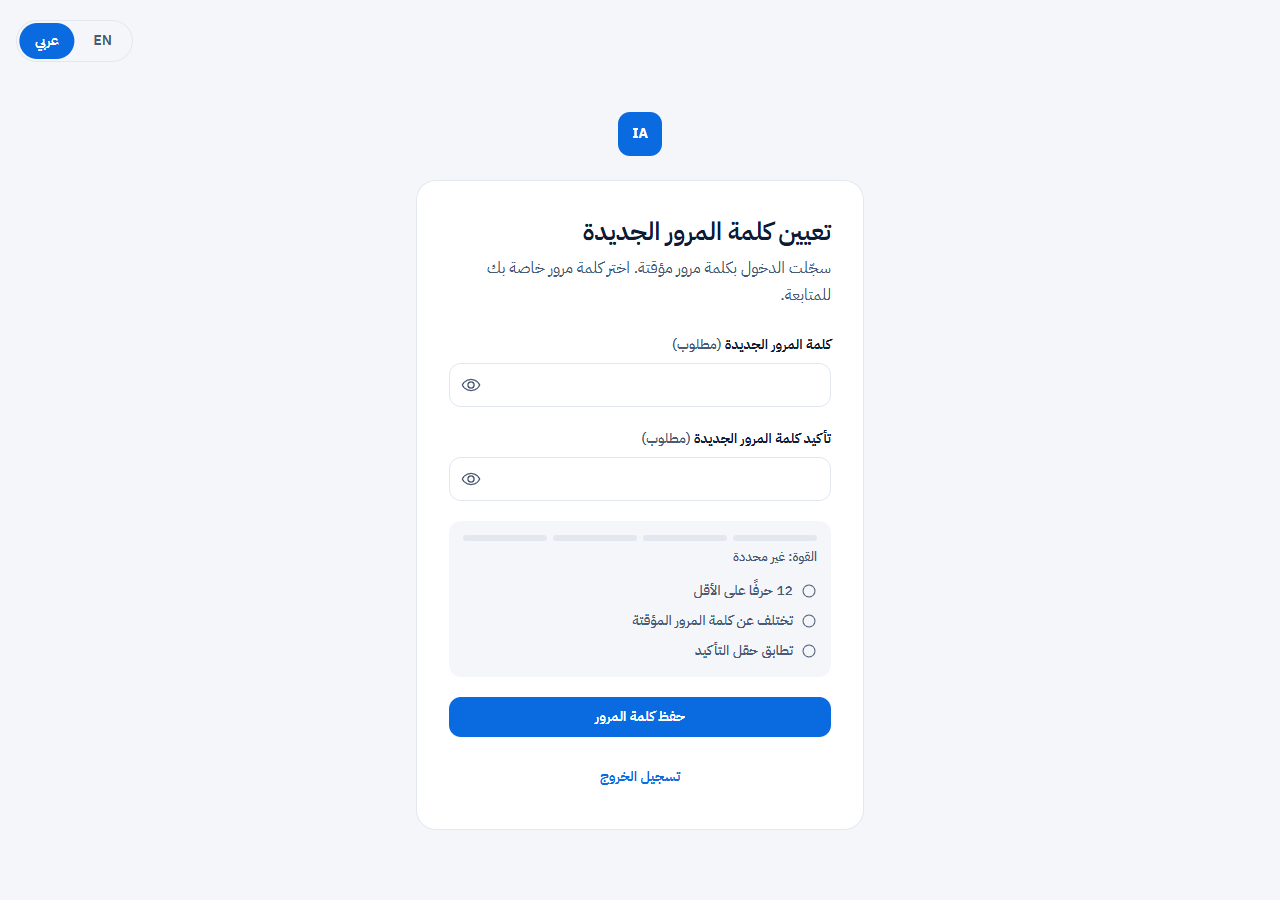 عربي
EN
IA
تعيين كلمة المرور الجديدة
سجّلت الدخول بكلمة مرور مؤقتة. اختر كلمة مرور خاصة بك
للمتابعة.
كلمة المرور الجديدة (مطلوب)
تأكيد كلمة المرور الجديدة (مطلوب)
القوة: غير محددة
12 حرفًا على الأقل
تختلف عن كلمة المرور المؤقتة
تطابق حقل التأكيد
حفظ كلمة المرور
تسجيل الخروج